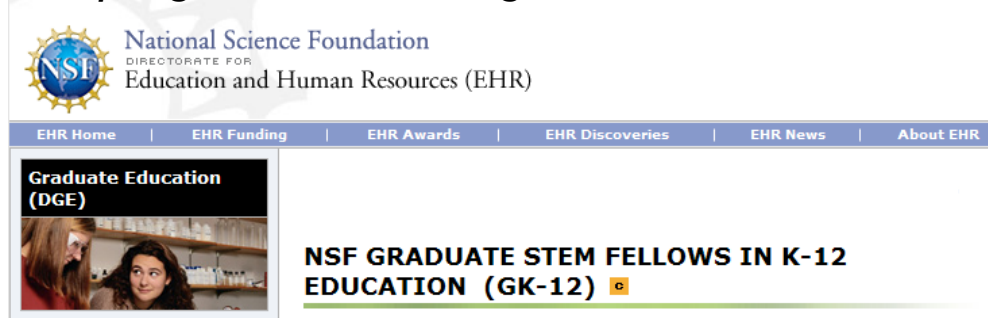 NSF
National Science Foundation
DIRECTORATE FOR
Education and Human Resources (EHR)
EHR Home | EHR Funding | EHR Awards | EHR Discoveries | EHR News | About EHR
Graduate Education
(DGE)
NSF GRADUATE STEM FELLOWS IN K-12
EDUCATION (GK-12) C